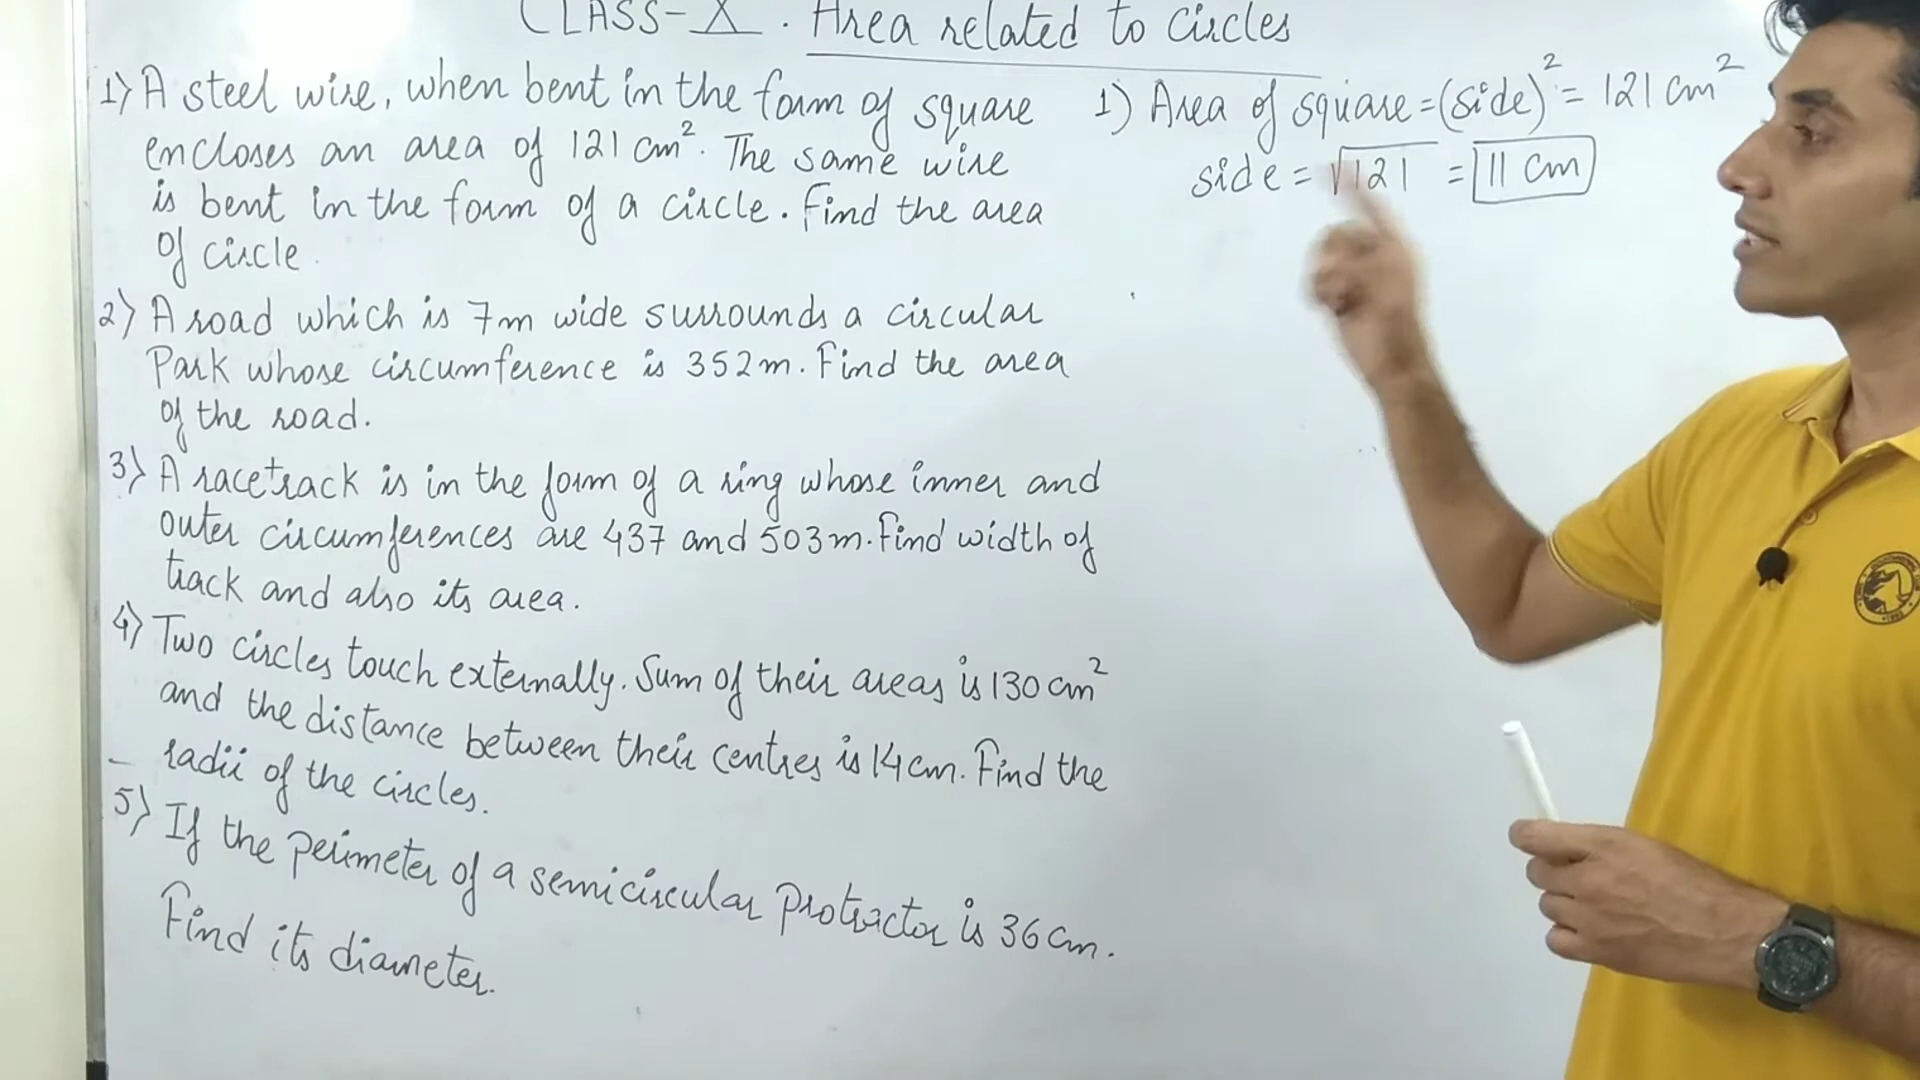 CLASS-X. Area related to circles
1) A steel wire, when bent in the form of square
encloses an area of 121 cm². The same wire
is bent in the form of a circle. Find the area
of circle.
2) A road which is 7m wide surrounds a circular
Park whose circumference is 352m. Find the area
of the road.
3) A racetrack is in the form of a ring whose inner and
outer circumferences are 437 and 503m. Find width of
track and also its area.
4) Two circles touch externally. Sum of their areas is 130 cm²
and the distance between their centres is 14 cm. Find the
radii of the circles.
5) If the perimeter of a semicircular protractor is 36 cm.
Find its diameter.
1) Area of square = (side)² = 121 cm²
side = √121 = 11 cm